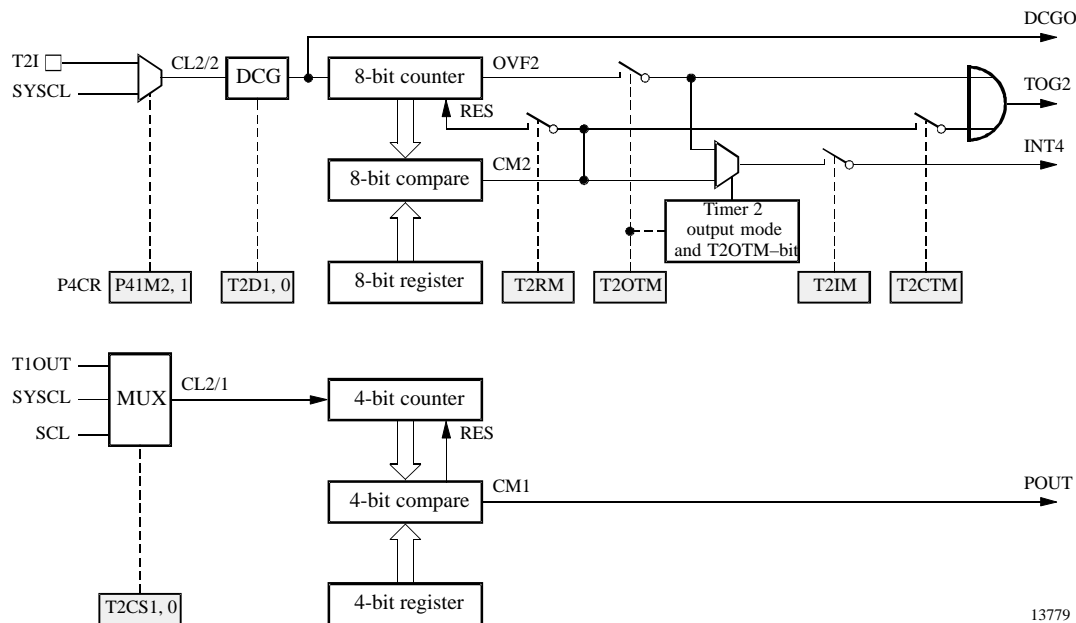 DCGO
T2I
CL2/2
DCG
8-bit counter
OVF2
SYSCL
TOG2
RES
INT4
8-bit compare
CM2
Timer 2
output mode
and T2OTM–bit
P4CR
P41M2, 1
T2D1, 0
8-bit register
T2RM
T2OTM
T2IM
T2CTM
T1OUT
SYSCL
SCL
MUX
CL2/1
4-bit counter
RES
4-bit compare
CM1
POUT
T2CS1, 0
4-bit register
13779